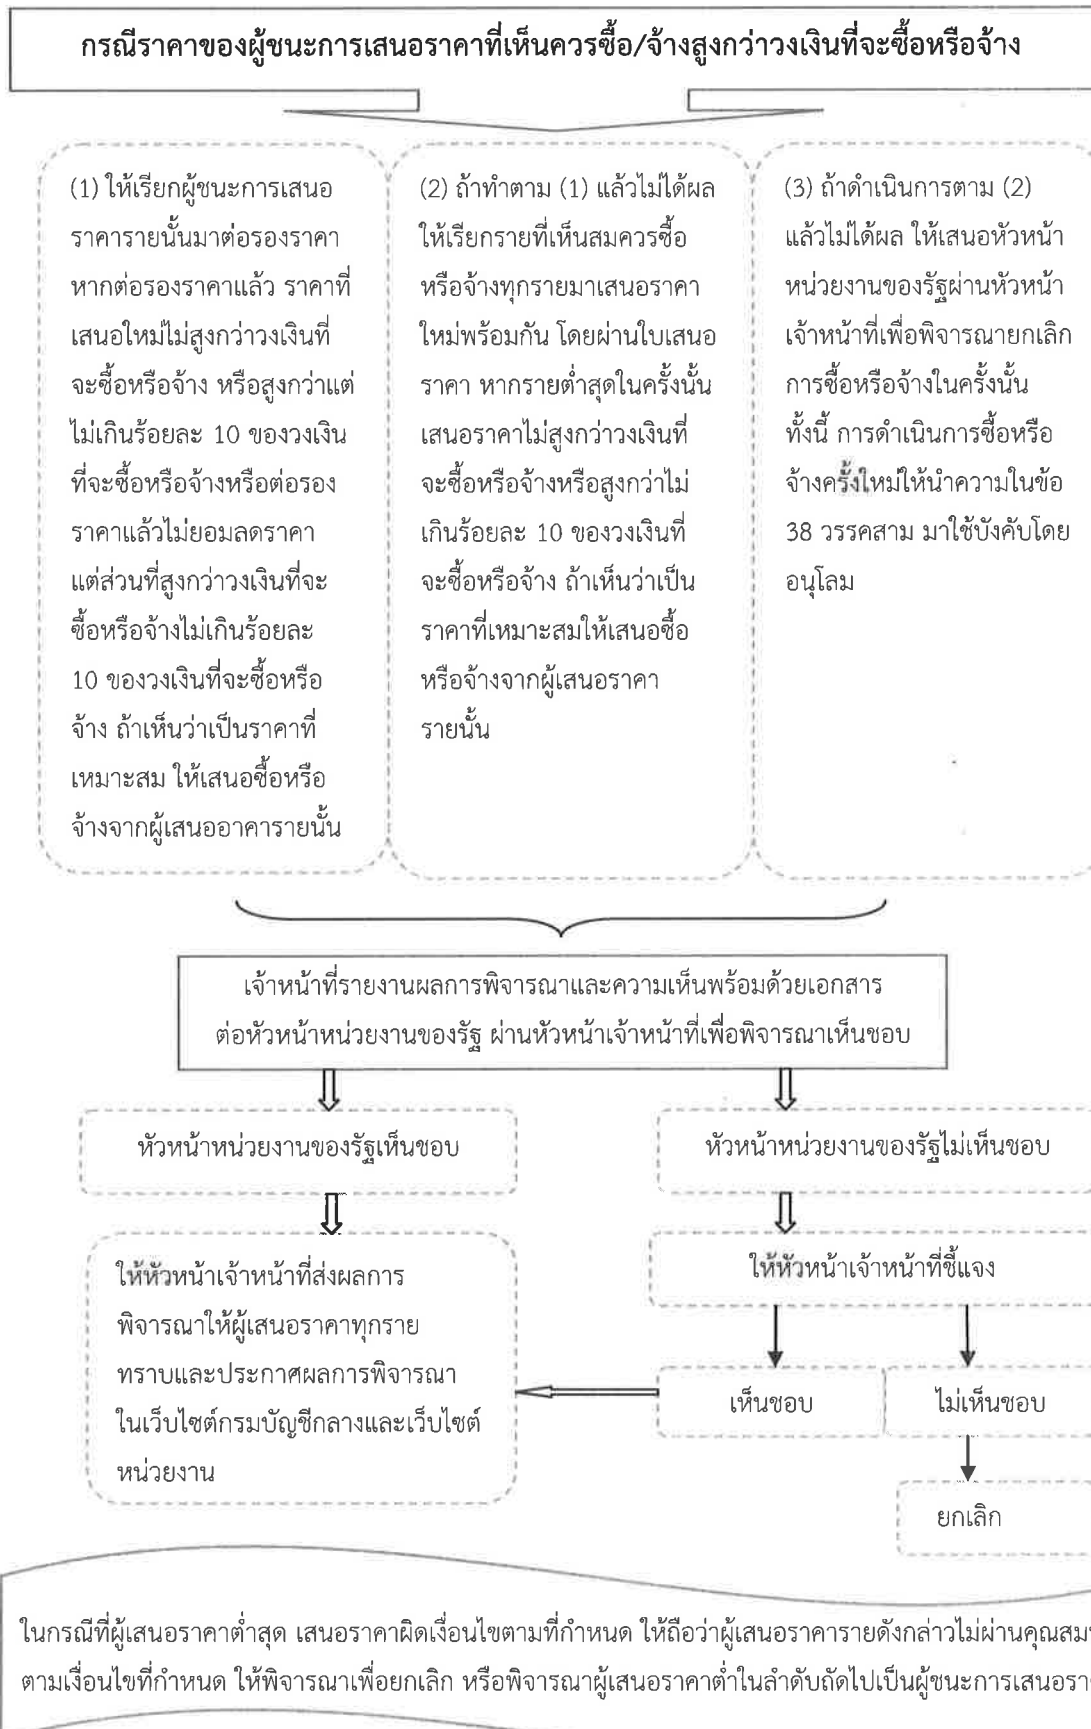 กรณีราคาของผู้ชนะการเสนอราคาที่เห็นควรซื้อ/จ้างสูงกว่าวงเงินที่จะซื้อหรือจ้าง
(1) ให้เรียกผู้ชนะการเสนอ
ราคารายนั้นมาต่อรองราคา
หากต่อรองราคาแล้ว ราคาที่
เสนอใหม่ไม่สูงกว่าวงเงินที่
จะซื้อหรือจ้าง หรือสูงกว่าแต่
ไม่เกินร้อยละ 10 ของวงเงิน
ที่จะซื้อหรือจ้างหรือต่อรอง
ราคาแล้วไม่ยอมลดราคา
แต่ส่วนที่สูงกว่าวงเงินที่จะ
ซื้อหรือจ้างไม่เกินร้อยละ
10 ของวงเงินที่จะซื้อหรือ
จ้าง ถ้าเห็นว่าเป็นราคาที่
เหมาะสม ให้เสนอซื้อหรือ
จ้างจากผู้เสนออาคารายนั้น
(2) ถ้าทำตาม (1) แล้วไม่ได้ผล
ให้เรียกรายที่เห็นสมควรซื้อ
หรือจ้างทุกรายมาเสนอราคา
ใหม่พร้อมกัน โดยผ่านใบเสนอ
ราคา หากรายต่ำสุดในครั้งนั้น
เสนอราคาไม่สูงกว่าวงเงินที่
จะซื้อหรือจ้างหรือสูงกว่าไม่
เกินร้อยละ 10 ของวงเงินที่
จะซื้อหรือจ้าง ถ้าเห็นว่าเป็น
ราคาที่เหมาะสมให้เสนอซื้อ
หรือจ้างจากผู้เสนอราคา
รายนั้น
(3) ถ้าดำเนินการตาม (2)
แล้วไม่ได้ผล ให้เสนอหัวหน้า
หน่วยงานของรัฐผ่านหัวหน้า
เจ้าหน้าที่เพื่อพิจารณายกเลิก
การซื้อหรือจ้างในครั้งนั้น
ทั้งนี้ การดำเนินการซื้อหรือ
จ้างครั้งใหม่ให้นำความในข้อ
38 วรรคสาม มาใช้บังคับโดย
อนุโลม
เจ้าหน้าที่รายงานผลการพิจารณาและความเห็นพร้อมด้วยเอกสาร
ต่อหัวหน้าหน่วยงานของรัฐ ผ่านหัวหน้าเจ้าหน้าที่เพื่อพิจารณาเห็นชอบ
หัวหน้าหน่วยงานของรัฐเห็นชอบ
หัวหน้าหน่วยงานของรัฐไม่เห็นชอบ
ให้หัวหน้าเจ้าหน้าที่ส่งผลการ
พิจารณาให้ผู้เสนอราคาทุกราย
ทราบและประกาศผลการพิจารณา
ในเว็บไซต์กรมบัญชีกลางและเว็บไซต์
หน่วยงาน
ให้หัวหน้าเจ้าหน้าที่ชี้แจง
เห็นชอบ
ไม่เห็นชอบ
ยกเลิก
ในกรณีที่ผู้เสนอราคาต่ำสุด เสนอราคาผิดเงื่อนไขตามที่กำหนด ให้ถือว่าผู้เสนอราคารายดังกล่าวไม่ผ่าน
ตามเงื่อนไขที่กำหนด ให้พิจารณาเพื่อยกเลิก หรือพิจารณาผู้เสนอราคาต่ำในลำดับถัดไปเป็นผู้ชนะการ